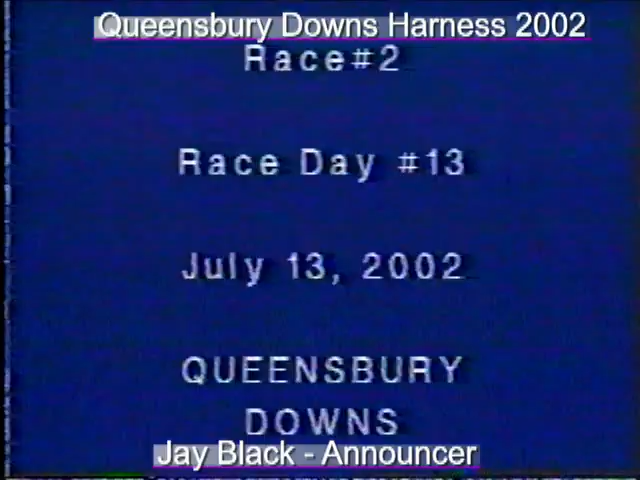 Queensbury Downs Harness 2002
Race#2
Race Day #13
July 13, 2002
QUEENSBURY
DOWNS
Jay Black - Announcer